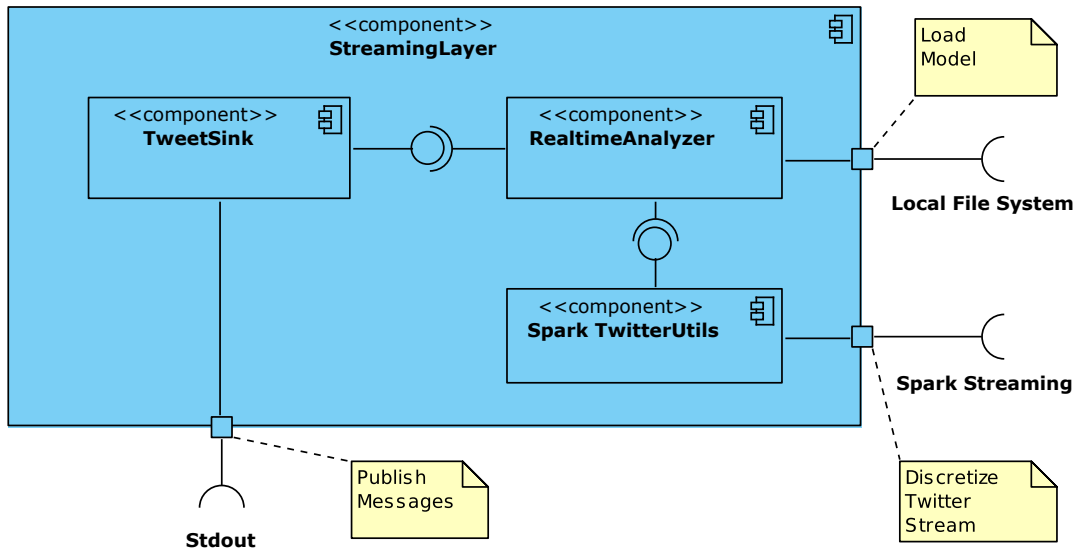 <<component>>
StreamingLayer
Load
Model
<<component>>
TweetSink
<<component>>
RealtimeAnalyzer
Local File System
<<component>>
Spark TwitterUtils
Spark Streaming
Publish
Messages
Discretize
Twitter
Stream
Stdout